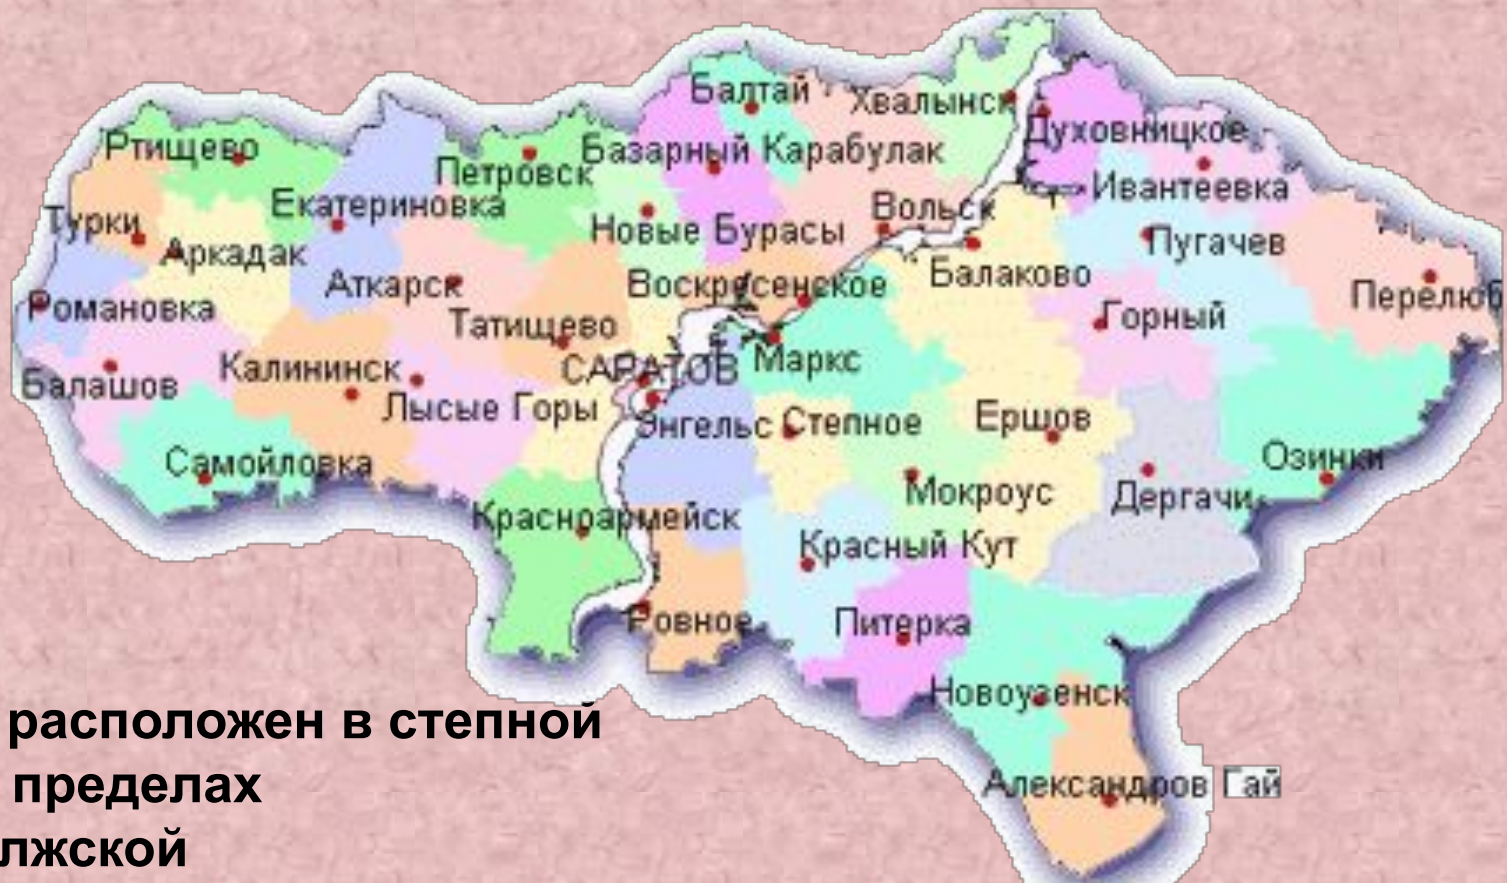 Балтай
Хвалынск
Ртищево
Духовницкое
Петровск
Базарный Карабулак
Ивантеевка
Екатериновка
Турки
Новые Бурасы
Вольск
Аркадак
Пугачев
Аткарск
Воскресенское
Балаково
Романовка
Перелюб
Татищево
Горный
Калининск
САРАТОВ
Маркс
Балашов
Лысые Горы
Энгельс
Степное
Ершов
Самойловка
Озинки
Мокроус
Дергачи
Красноармейск
Красный Кут
Ровное
Питерка
Новоузенск
Александров Гай
расположен в степной
пределах
лжской